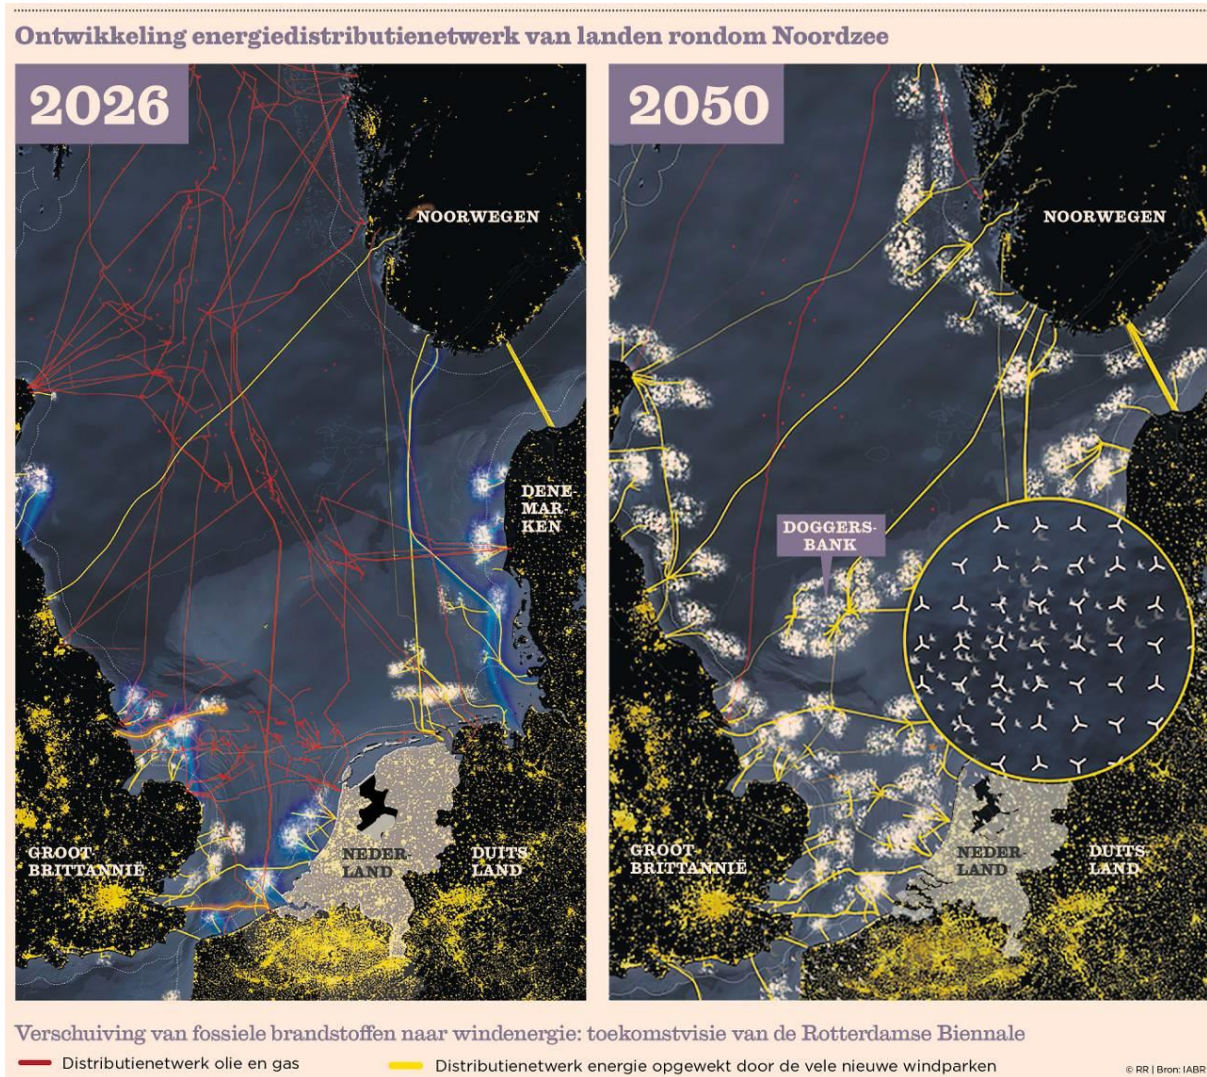 Ontwikkeling energiedistributienetwerk van landen rondom Noordzee
2026
NOORWEGEN
DENE-
MAR-
KEN
GROOT
BRITTANNIË
NEDER-
LAND
DUITS
LAND
2050
NOORWEGEN
DOGGERS-
BANK
GROOT
BRITTANNIË
NEDER-
LAND
DUITS
LAND
Verschuiving van fossiele brandstoffen naar windenergie: toekomstvisie van de Rotterdamse Biennale
Distributienetwerk olie en gas
Distributienetwerk energie opgewekt door de vele nieuwe windparken
© RR | Bron: IABR